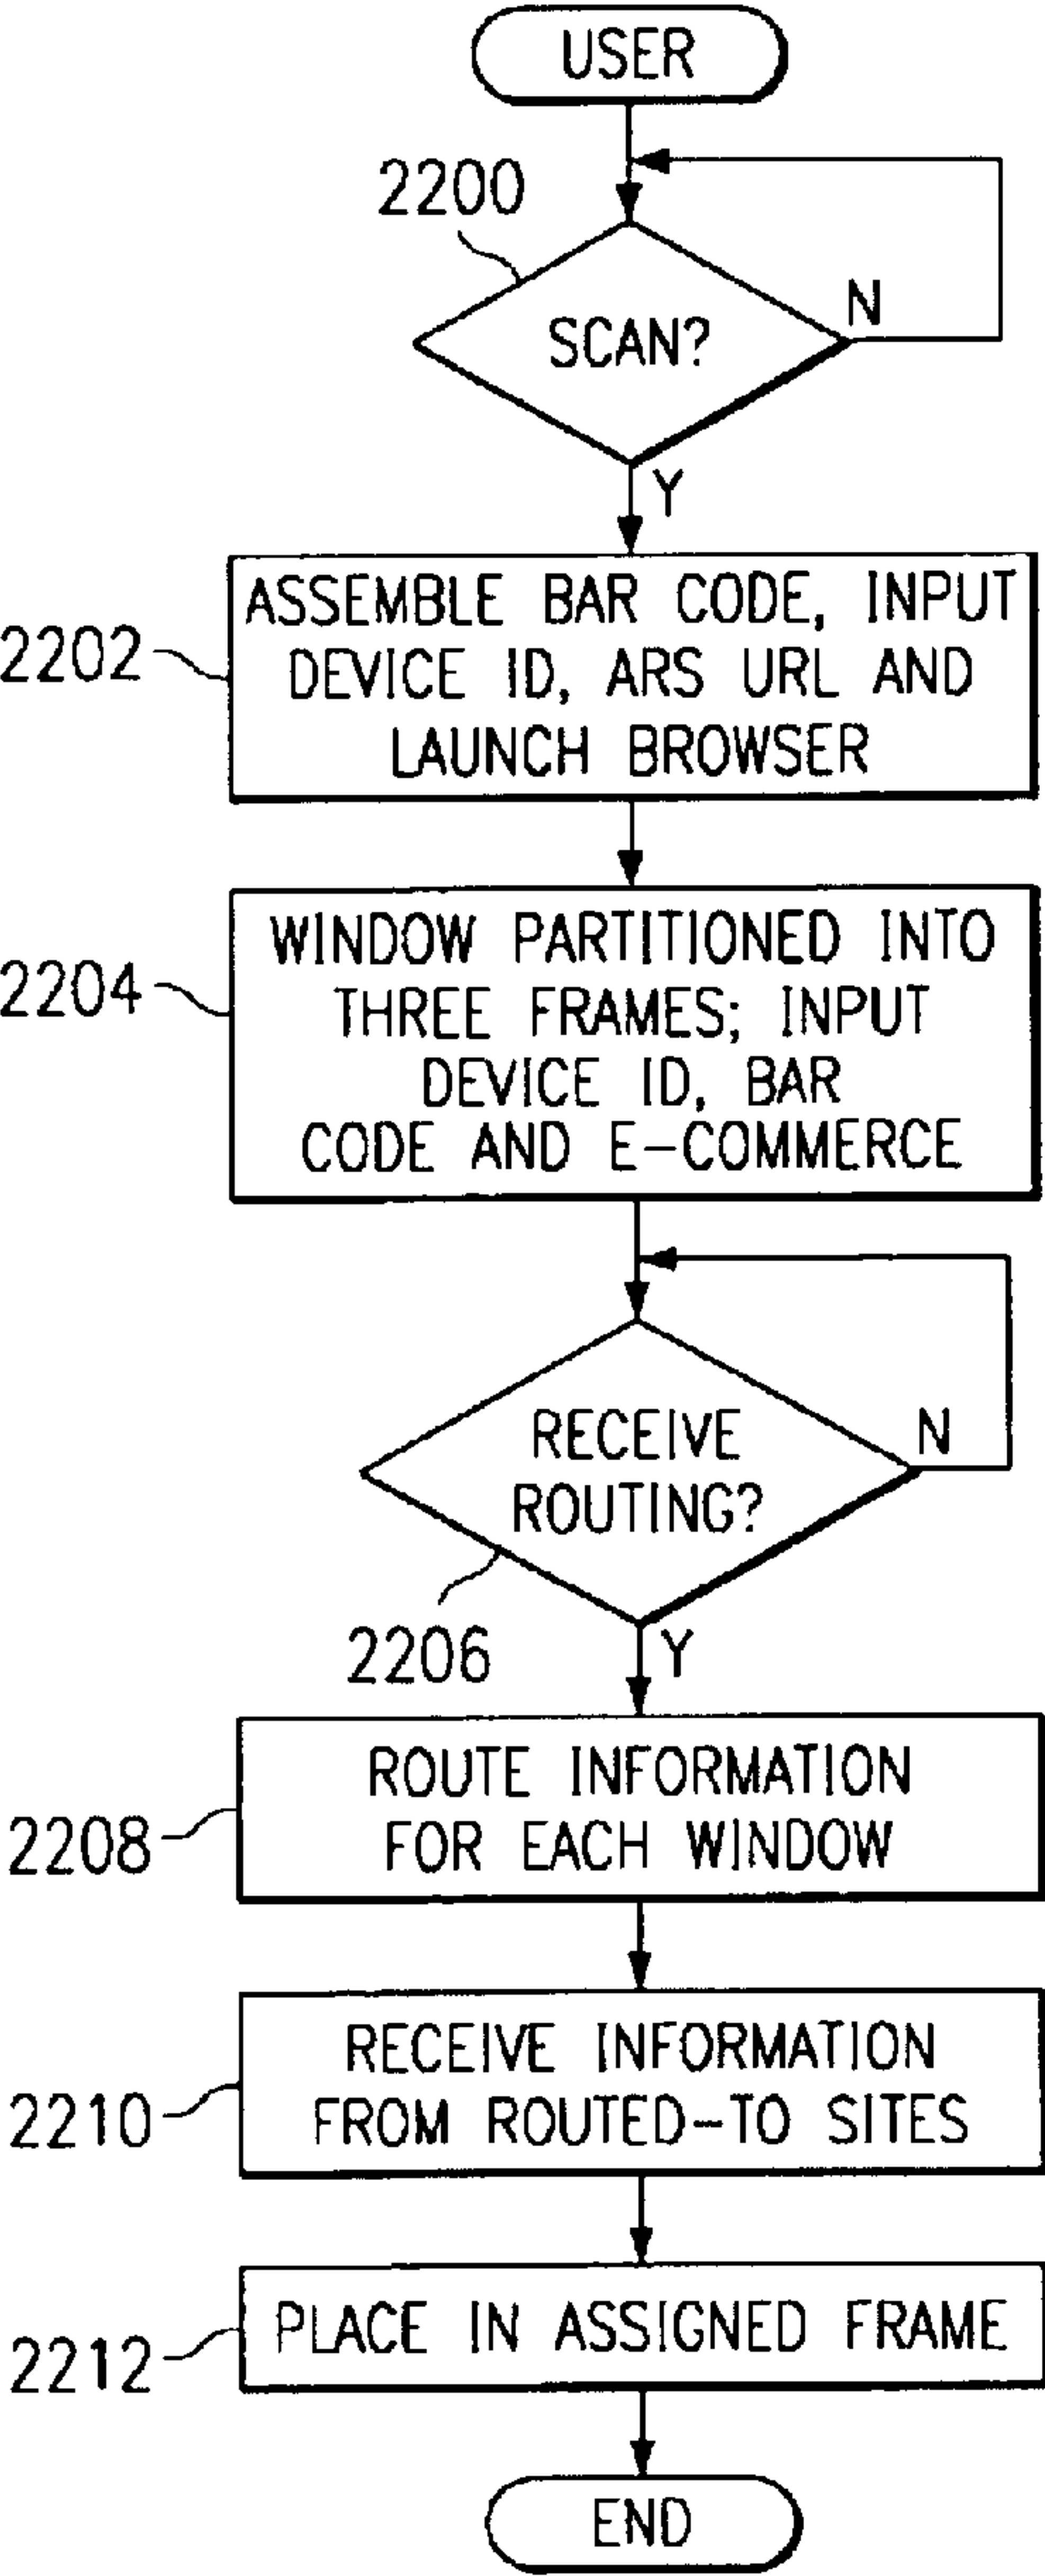 USER
2200
SCAN?
N
Y
2202
ASSEMBLE BAR CODE, INPUT
DEVICE ID, ARS URL AND
LAUNCH BROWSER
2204
WINDOW PARTITIONED INTO
THREE FRAMES; INPUT
DEVICE ID, BAR
CODE AND E-COMMERCE
RECEIVE
ROUTING?
N
2206
Y
2208
ROUTE INFORMATION
FOR EACH WINDOW
2210
RECEIVE INFORMATION
FROM ROUTED-TO SITES
2212
PLACE IN ASSIGNED FRAME
END